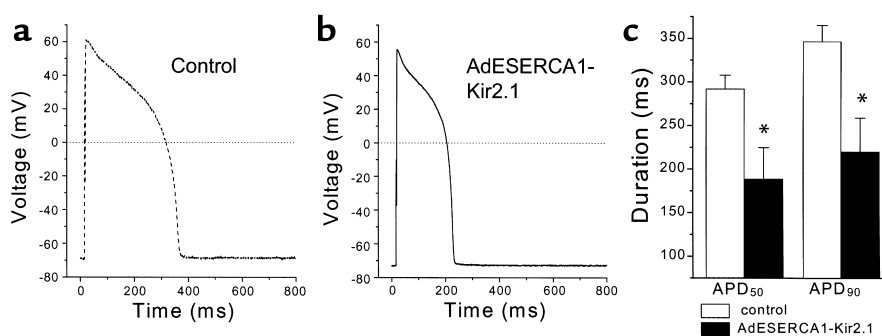 a
Control
Voltage (mV)
60
40
20
0
-20
-40
-60
-80
0 200 400 600 800
Time (ms)
b
AdESERCA1-
Kir2.1
Voltage (mV)
60
40
20
0
-20
-40
-60
-80
0 200 400 600 800
Time (ms)
c
Duration (ms)
350
300
250
200
150
100
APD50 APD90
control
AdESERCA1-Kir2.1
*
*